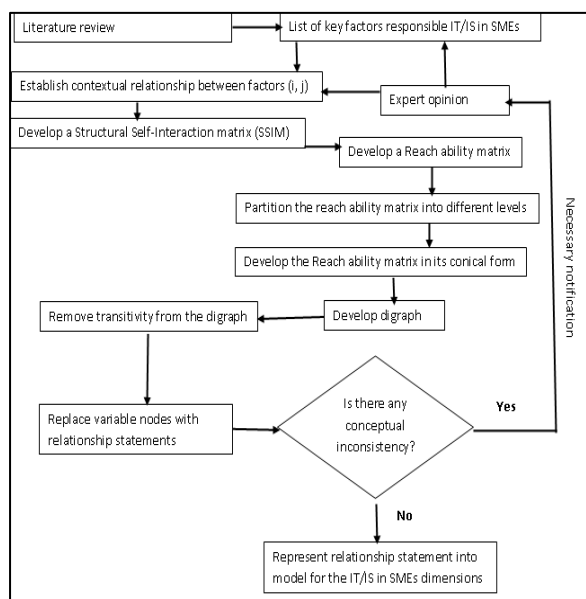 Literature review
List of key factors responsible IT/IS in SMEs
Establish contextual relationship between factors (i, j)
Expert opinion
Develop a Structural Self-Interaction matrix (SSIM)
Develop a Reach ability matrix
Partition the reach ability matrix into different levels
Develop the Reach ability matrix in its conical form
Necessary notification
Remove transitivity from the digraph
Develop digraph
Replace variable nodes with
relationship statements
Is there any
conceptual
inconsistency?
Yes
No
Represent relationship statement into
model for the IT/IS in SMEs dimensions